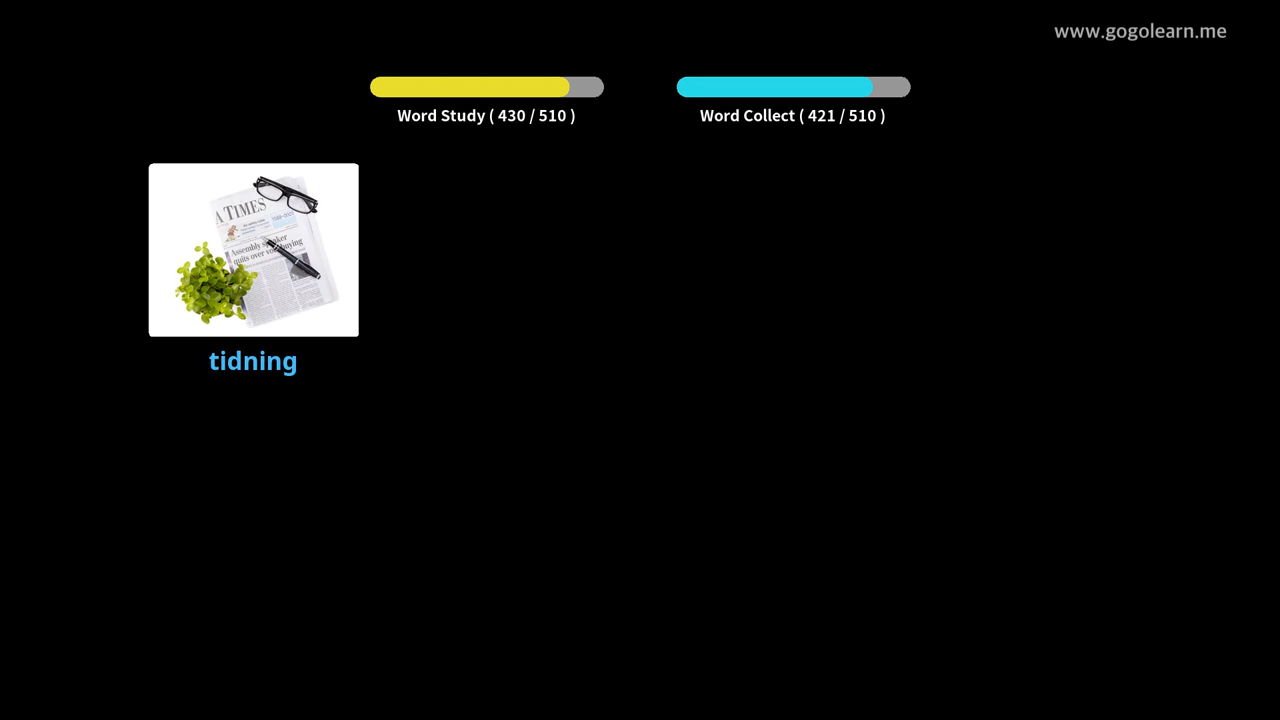 www.gogolearn.me
Word Study ( 430 / 510 )
Word Collect ( 421 / 510 )
A TIMES
Assembly speaker
quits over vote buying
tidning